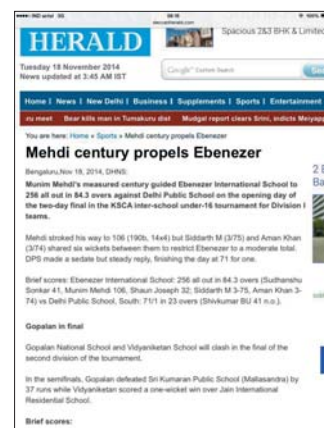 HERALD
Spacious 2&3 BHK & Limited
Tuesday 18 November 2014
News updated at 3:45 AM IST
Google Custom Search
Home | News | New Delhi | Business | Supplements | Sports | Entertainment
ru meet Bear kills man in Tumakuru dist Mudgal report clears Srini, indicts Meiyap
You are here: Home » Sports » Mehdi century propels Ebenezer
Mehdi century propels Ebenezer
Bengaluru, Nov 18, 2014, DHNS:
Munim Mehdi's measured century guided Ebenezer International School to
256 all out in 84.3 overs against Delhi Public School on the opening day of
the two-day final in the KSCA inter-school under-16 tournament for Division I
teams.
Mehdi stroked his way to 106 (190b, 14x4) but Siddarth M (3/75) and Aman Khan
(3/74) shared six wickets between them to restrict Ebenezer to a moderate total.
DPS made a sedate but steady reply, finishing the day at 71 for one.
Brief scores: Ebenezer International School: 256 all out in 84.3 overs (Sudhanshu
Sonkar 41, Munim Mehdi 106, Shaun Joseph 32; Siddarth M 3-75, Aman Khan 3-
74) vs Delhi Public School, South: 71/1 in 23 overs (Shivkumar BU 41 n.o.).
Gopalan in final
Gopalan National School and Vidyaniketan School will clash in the final of the
second division of the tournament.
In the semifinals, Gopalan defeated Sri Kumaran Public School (Mallasandra) by
37 runs while Vidyaniketan scored a one-wicket win over Jain International
Residential School.
Brief scores: